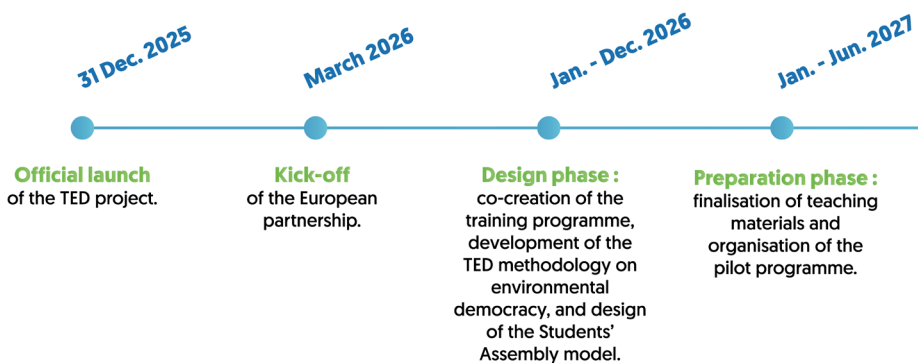 31 Dec. 2025
March 2026
Jan. - Dec. 2026
Jan. - Jun. 2027
Official launch
of the TED project.
Kick-off
of the European
partnership.
Design phase :
co-creation of the
training programme,
development of the
TED methodology on
environmental
democracy, and design
of the Students’
Assembly model.
Preparation phase :
finalisation of teaching
materials and
organisation of the
pilot programme.